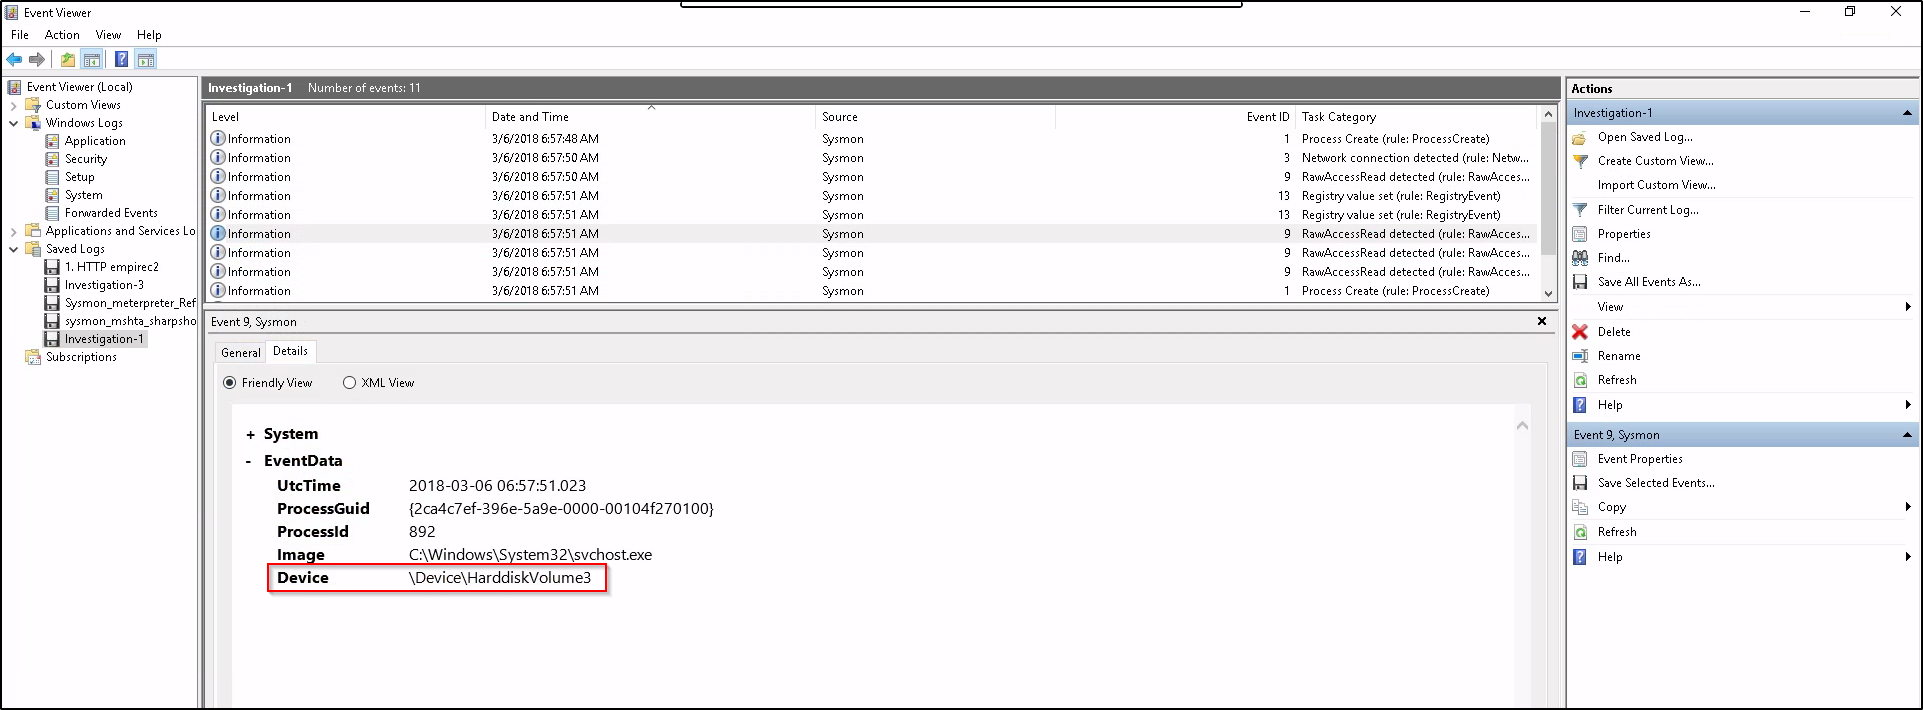 Event Viewer
File Action View Help
Event Viewer (Local)
Custom Views
Windows Logs
Application
Security
Setup
System
Forwarded Events
Applications and Services Lo
Saved Logs
1. HTTP empirec2
Investigation-3
Sysmon_meterpreter_Ref
sysmon_mshta_sharpsho
Investigation-1
Subscriptions
Investigation-1 Number of events: 11
Level Date and Time Source Event ID Task Category
Information 3/6/2018 6:57:48 AM Sysmon 1 Process Create (rule: ProcessCreate)
Information 3/6/2018 6:57:50 AM Sysmon 3 Network connection detected (rule: Netw...
Information 3/6/2018 6:57:50 AM Sysmon 9 RawAccessRead detected (rule: RawAcces...
Information 3/6/2018 6:57:51 AM Sysmon 13 Registry value set (rule: RegistryEvent)
Information 3/6/2018 6:57:51 AM Sysmon 13 Registry value set (rule: RegistryEvent)
Information 3/6/2018 6:57:51 AM Sysmon 9 RawAccessRead detected (rule: RawAcces...
Information 3/6/2018 6:57:51 AM Sysmon 9 RawAccessRead detected (rule: RawAcces...
Information 3/6/2018 6:57:51 AM Sysmon 9 RawAccessRead detected (rule: RawAcces...
Information 3/6/2018 6:57:51 AM Sysmon 1 Process Create (rule: ProcessCreate)
Event 9, Sysmon
General Details
Friendly View XML View
+ System
- EventData
UtcTime 2018-03-06 06:57:51.023
ProcessGuid {2ca4c7ef-396e-5a9e-0000-00104f270100}
ProcessId 892
Image C:\Windows\System32\svchost.exe
Device \Device\HarddiskVolume3
Actions
Investigation-1
Open Saved Log...
Create Custom View...
Import Custom View...
Filter Current Log...
Properties
Find...
Save All Events As...
View
Delete
Rename
Refresh
Help
Event 9, Sysmon
Event Properties
Save Selected Events...
Copy
Refresh
Help